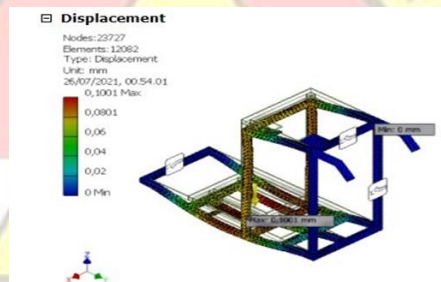 Displacement
Nodes:23727
Elements:12082
Type: Displacement
Unit: mm
26/07/2021, 00.54.01
0,1001 Max
0,0801
0,06
0,04
0,02
0 Min
Min: 0 mm
Max: 0,1001 mm
Z
X
Y